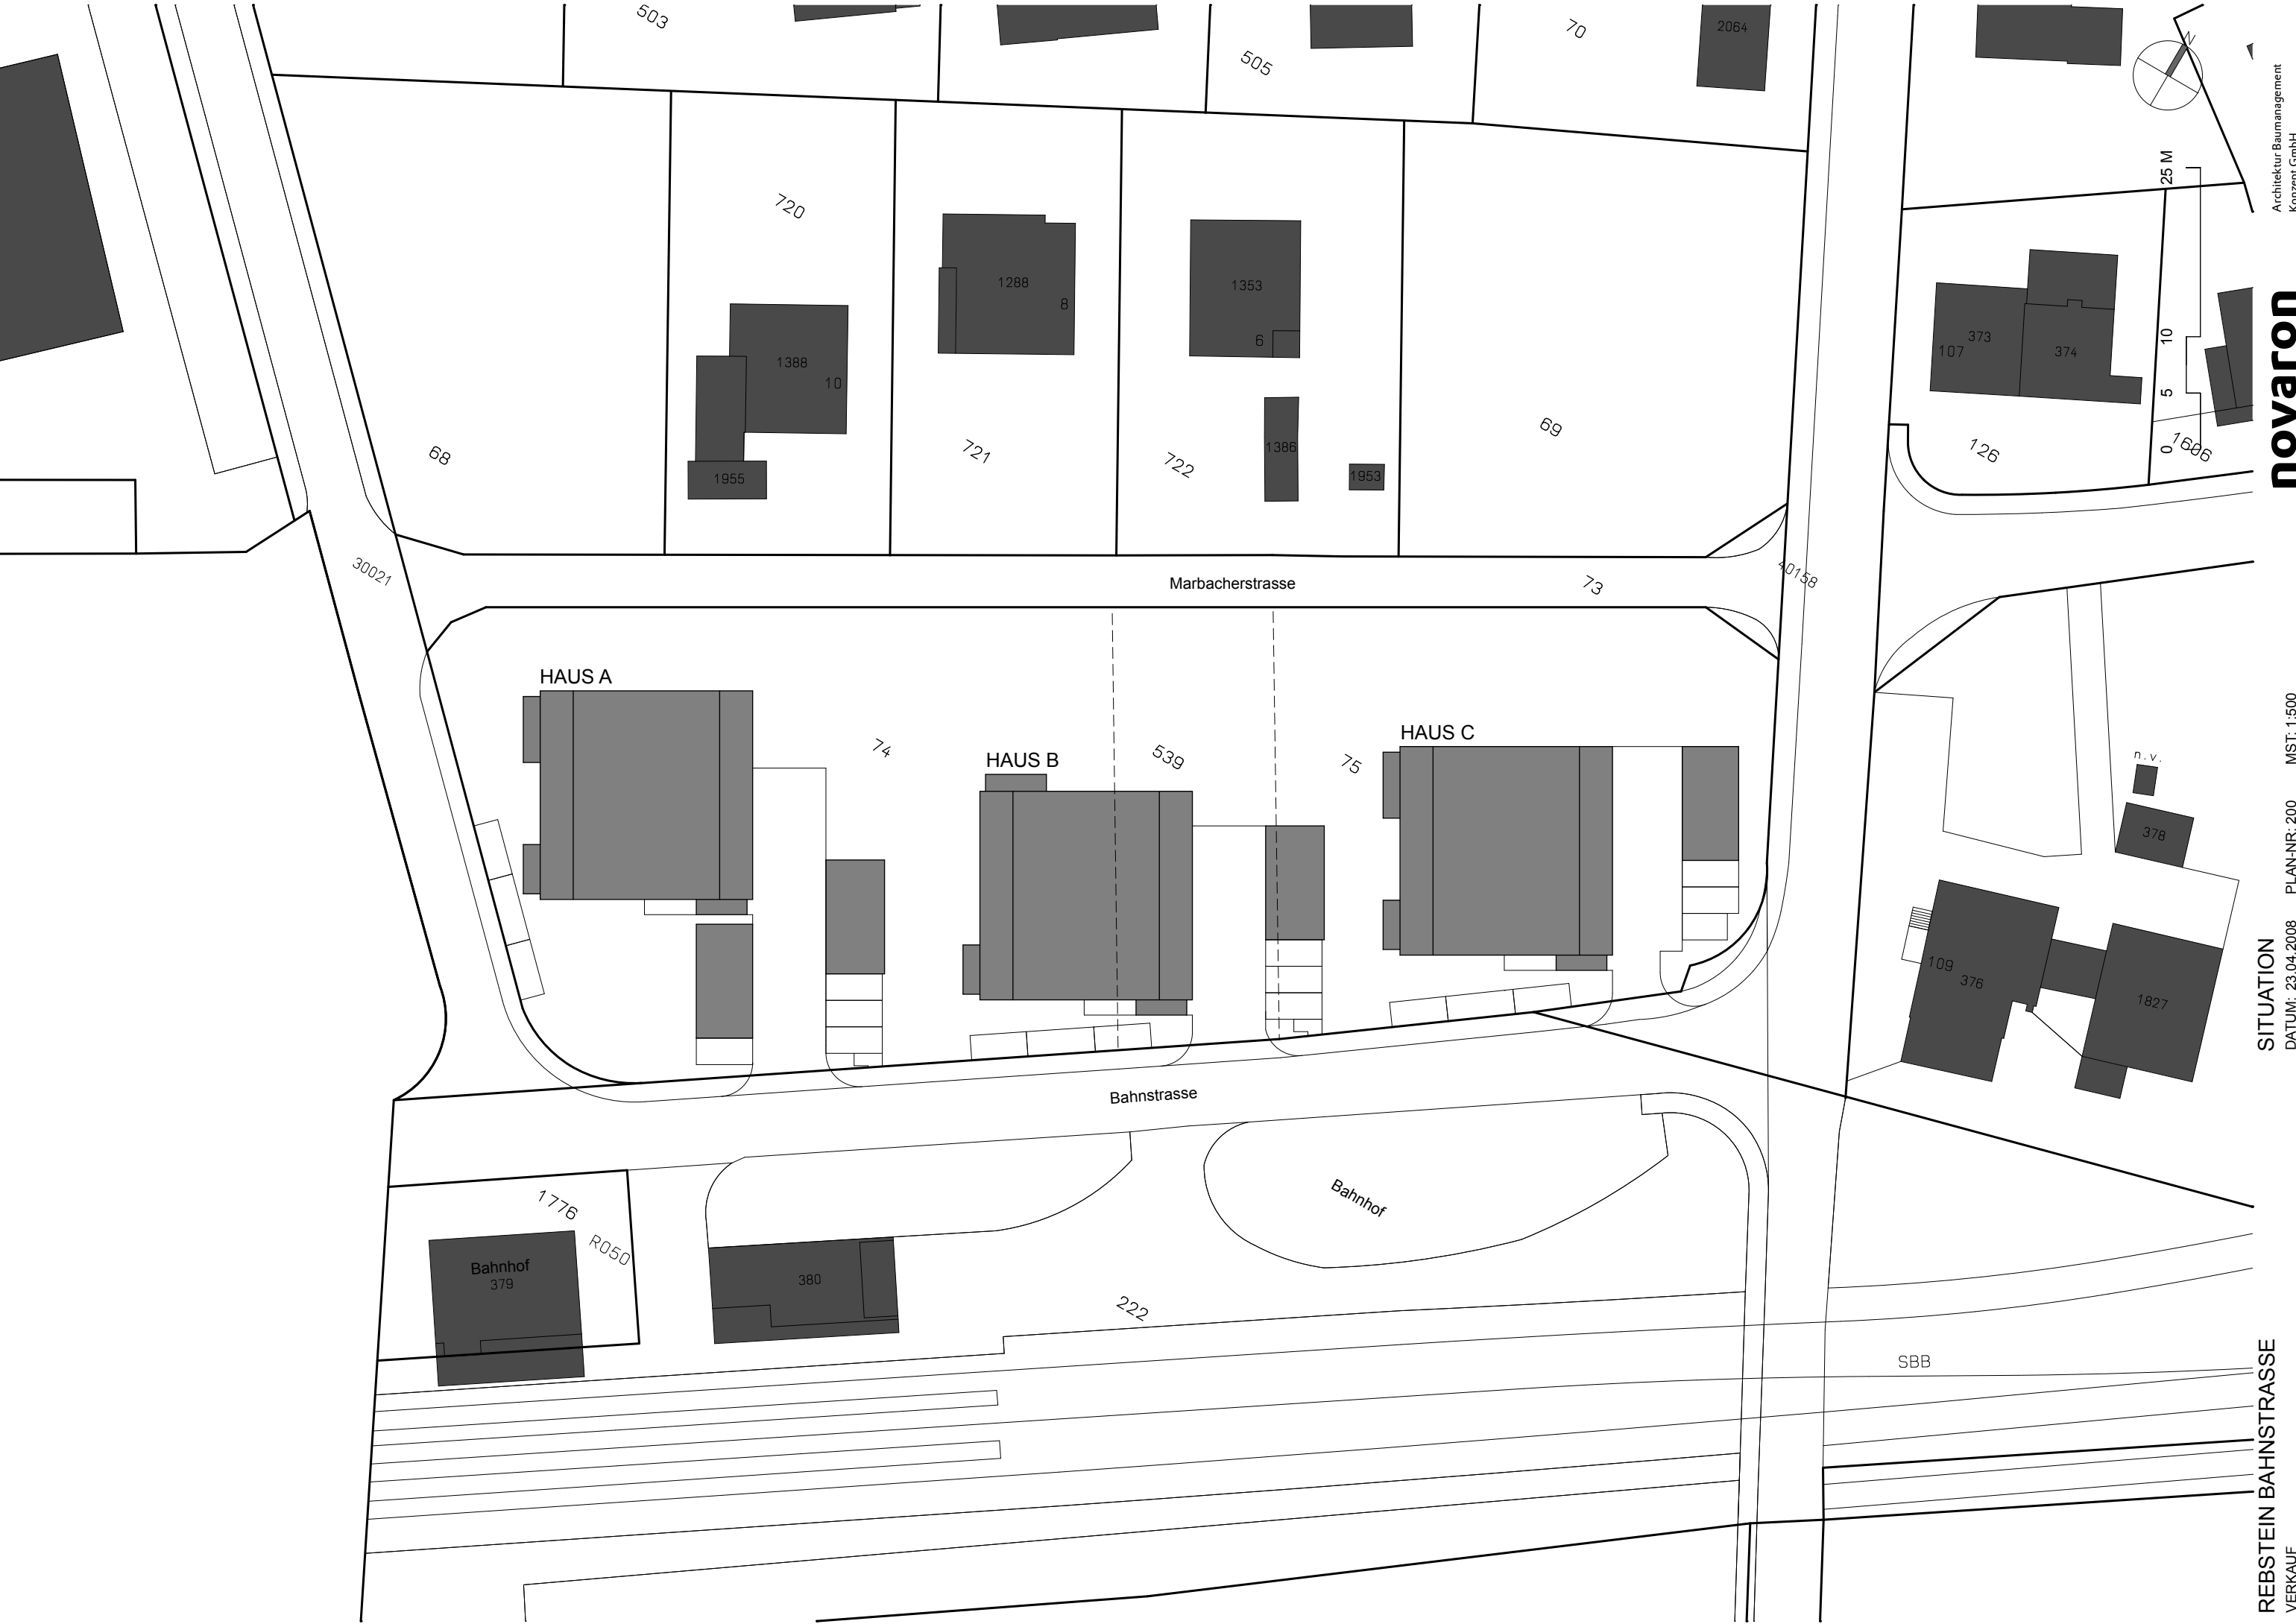 503
505
70
2064
N
720
1288
8
1353
6
1388
10
1955
68
721
722
1386
1953
69
373
107
374
126
1606
0 5 10 25 M
30021
Marbacherstrasse
73
40158
HAUS A
74
HAUS B
539
75
HAUS C
n.v.
378
109
376
1827
Bahnstrasse
1776
R050
Bahnhof
379
380
Bahnhof
222
SBB
Architektur Baumanagement
Konzept GmbH
novaron
SITUATION
DATUM: 23.04.2008 PLAN-NR: 200 MST: 1:500
REBSTEIN BAHNSTRASSE
VERKAUF